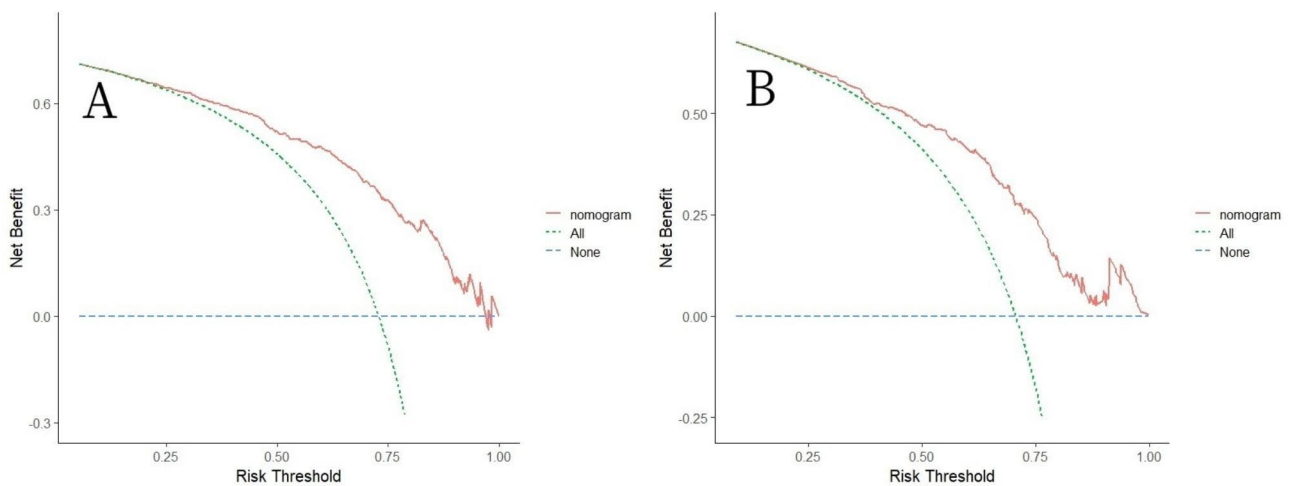 A
Net Benefit
0.6
0.3
0.0
-0.3
0.25 0.50 0.75 1.00
Risk Threshold
nomogram
All
None
B
Net Benefit
0.50
0.25
0.00
-0.25
0.25 0.50 0.75 1.00
Risk Threshold
nomogram
All
None